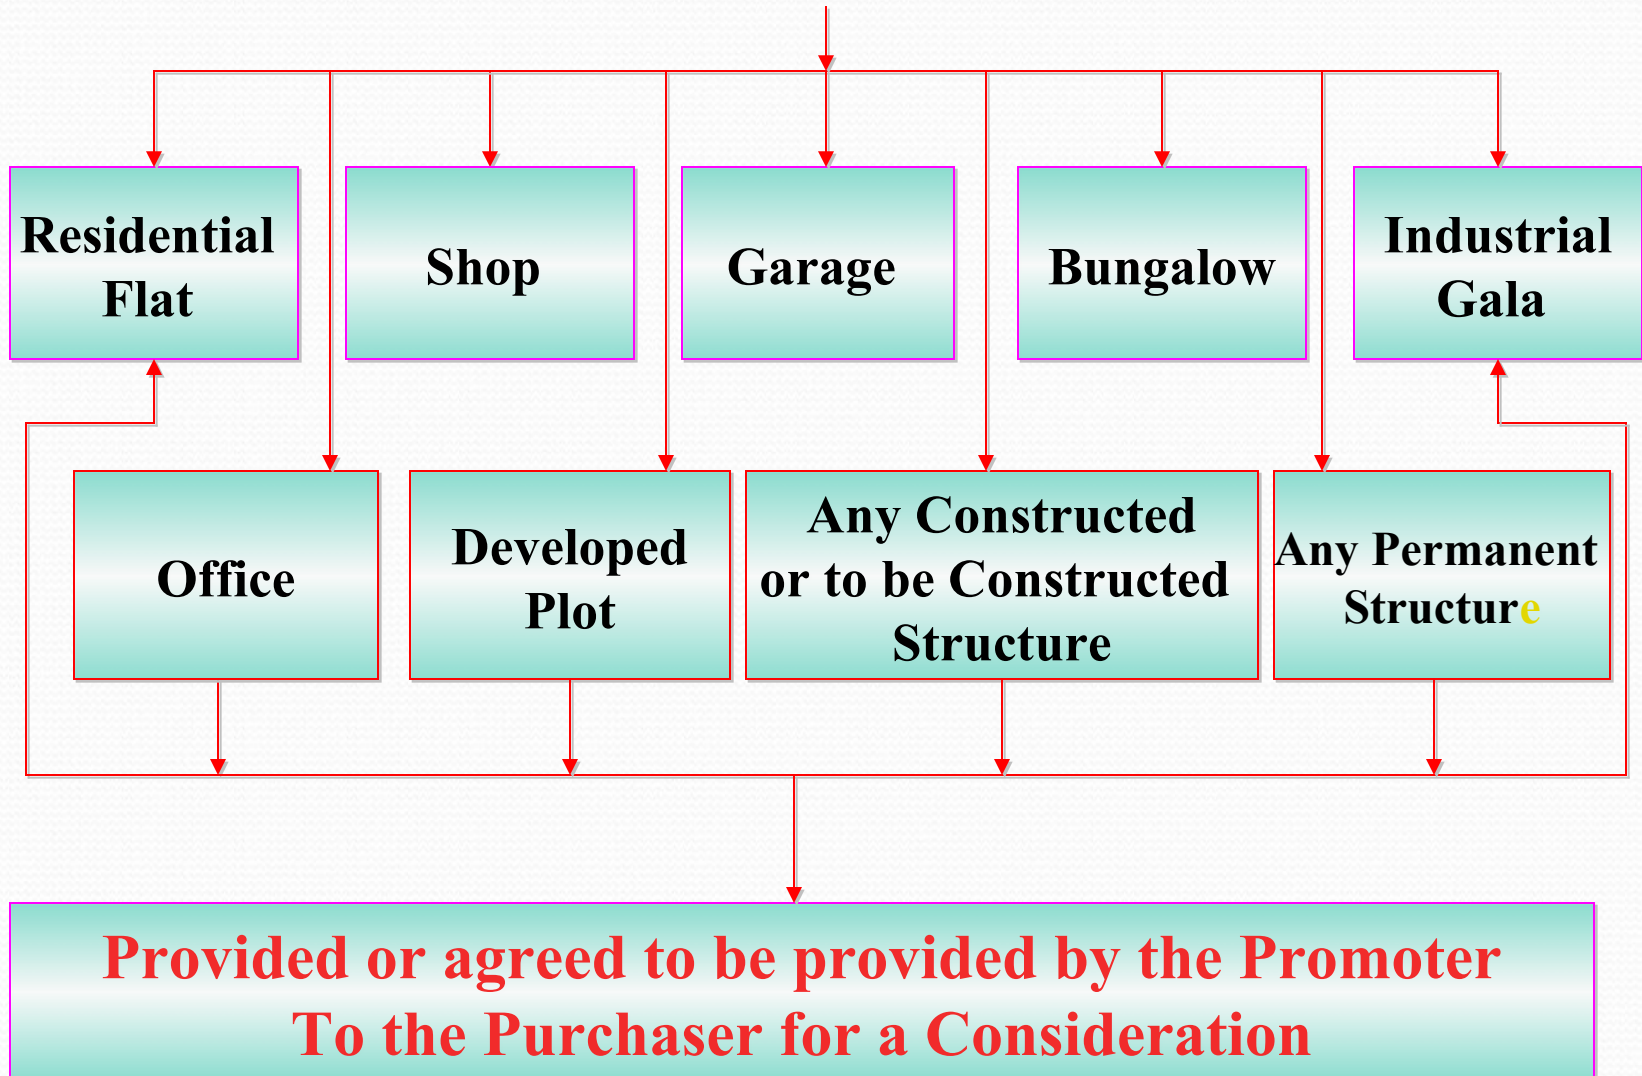 Residential
Flat
Shop
Garage
Bungalow
Industrial
Gala
Office
Developed
Plot
Any Constructed
or to be Constructed
Structure
Any Permanent
Structure
Provided or agreed to be provided by the Promoter
To the Purchaser for a Consideration